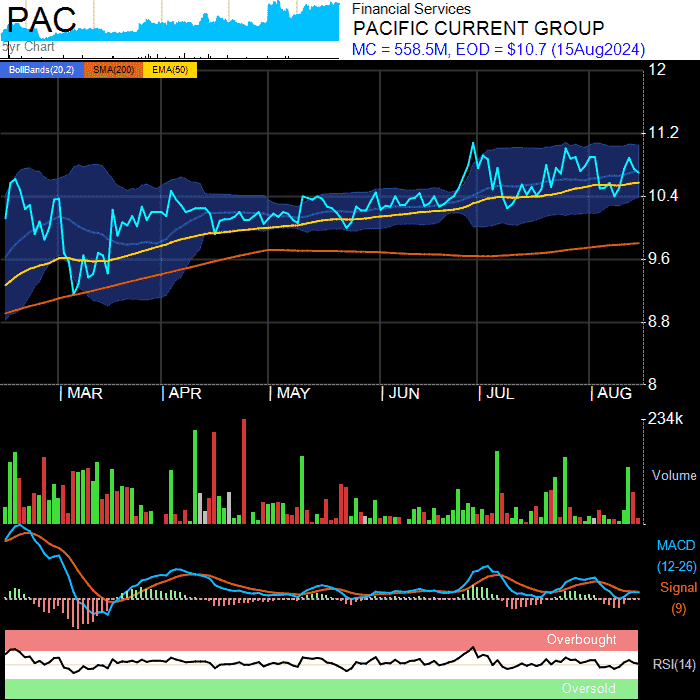 PAC
5yr Chart
Financial Services
PACIFIC CURRENT GROUP
MC = 558.5M, EOD = $10.7 (15Aug2024)
BollBands(20,2) SMA(200) EMA(50)
12
11.2
10.4
9.6
8.8
8
MAR APR MAY JUN JUL AUG
234k
Volume
MACD
(12-26)
Signal
(9)
Overbought
RSI(14)
Oversold